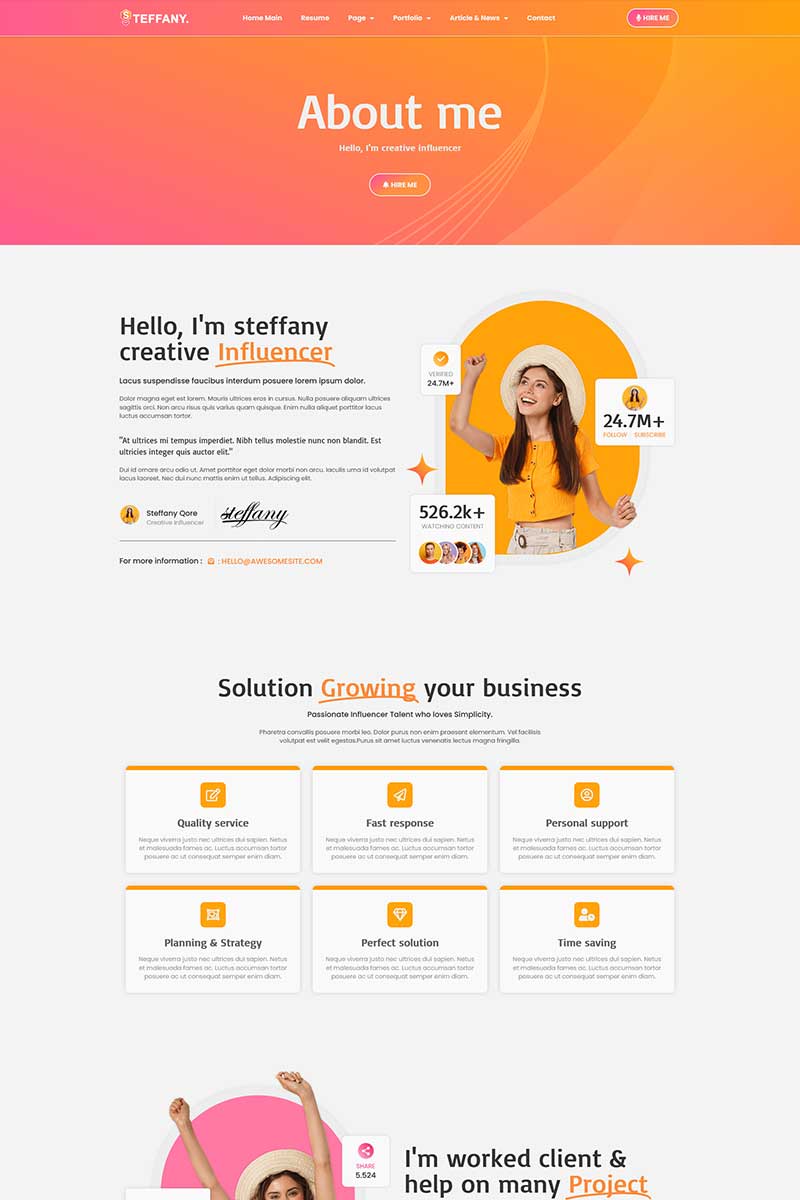 STEFFANY.
Home Main Resume Page Portfolio Article & News Contact HIRE ME
About me
Hello, I'm creative influencer
HIRE ME
Hello, I'm steffany
creative Influencer
Lacus suspendisse faucibus interdum posuere lorem ipsum dolor.
Dolor magna eget est lorem. Mauris ultrices eros in cursus. Nulla posuere aliquam ultrices
sagittis orci. Non arcu risus quis varius quam quisque. Enim nulla aliquet porttitor lacus
luctus accumsan tortor.
"At ultrices mi tempus imperdiet. Nibh tellus molestie nunc non blandit. Est
ultricies integer quis auctor elit."
Dui id ornare arcu odio ut. Amet porttitor eget dolor morbi non arcu. Iaculis urna id volutpat
lacus laoreet. Nec dui nunc mattis enim ut tellus. Adipiscing elit.
Steffany Qore
Creative Influencer
steffany
For more information : : HELLO@AWESOMESITE.COM
VERIFIED
24.7M+
24.7M+
FOLLOW SUBSCRIBE
526.2k+
WATCHING CONTENT
Solution Growing your business
Passionate Influencer Talent who loves Simplicity.
Pharetra convallis posuere morbi leo. Dolor purus non enim praesent elementum. Vel facilisis
volutpat est velit egestas.Purus sit amet luctus venenatis lectus magna fringilla.
Quality service
Neque viverra justo nec ultrices dui sapien. Netus
et malesuada fames ac. Luctus accumsan tortor
posuere ac ut consequat semper enim diam.
Fast response
Neque viverra justo nec ultrices dui sapien. Netus
et malesuada fames ac. Luctus accumsan tortor
posuere ac ut consequat semper enim diam.
Personal support
Neque viverra justo nec ultrices dui sapien. Netus
et malesuada fames ac. Luctus accumsan tortor
posuere ac ut consequat semper enim diam.
Planning & Strategy
Neque viverra justo nec ultrices dui sapien. Netus
et malesuada fames ac. Luctus accumsan tortor
posuere ac ut consequat semper enim diam.
Perfect solution
Neque viverra justo nec ultrices dui sapien. Netus
et malesuada fames ac. Luctus accumsan tortor
posuere ac ut consequat semper enim diam.
Time saving
Neque viverra justo nec ultrices dui sapien. Netus
et malesuada fames ac. Luctus accumsan tortor
posuere ac ut consequat semper enim diam.
SHARE
5.524
I'm worked client &
help on many Project